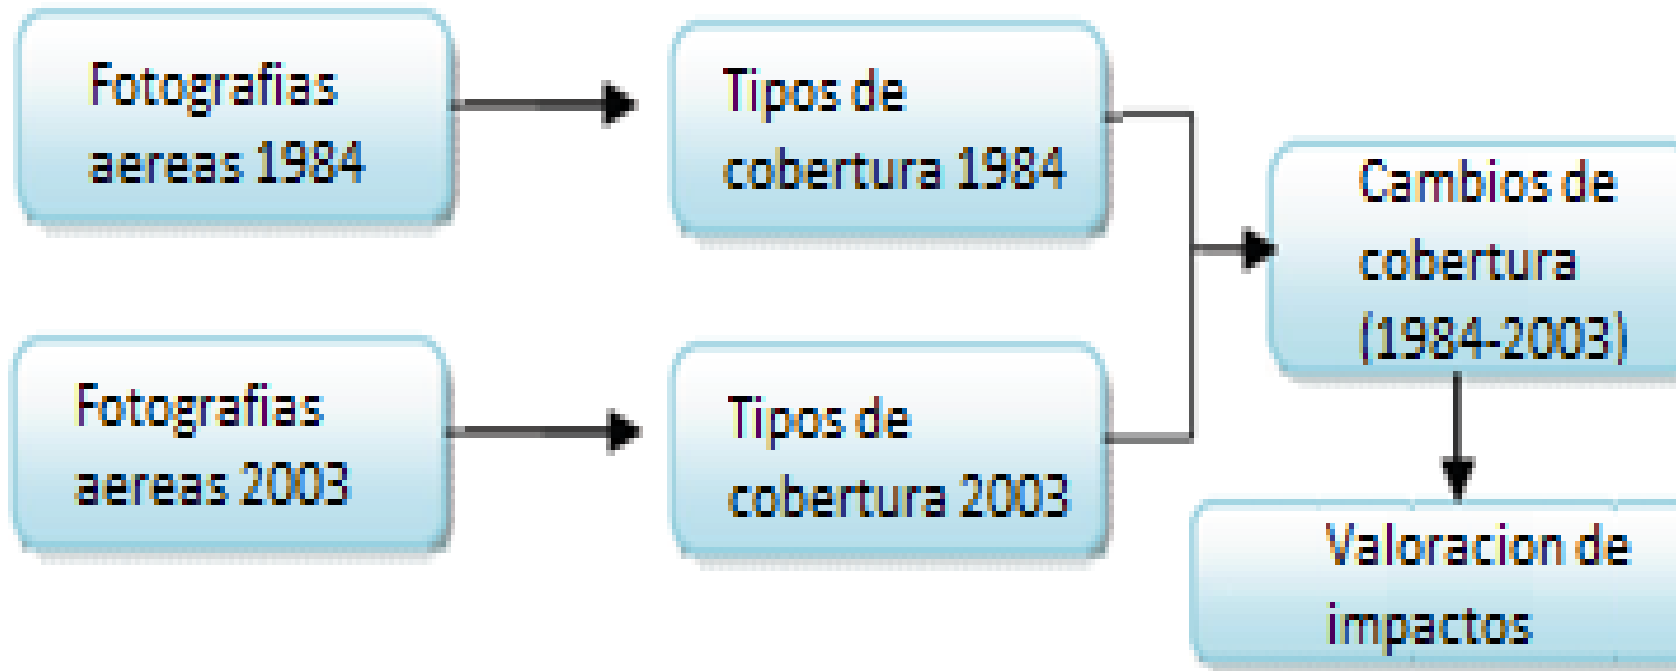 Fotografias
aereas 1984
Tipos de
cobertura 1984
Cambios de
cobertura
(1984-2003)
Fotografias
aereas 2003
Tipos de
cobertura 2003
Valoracion de
impactos